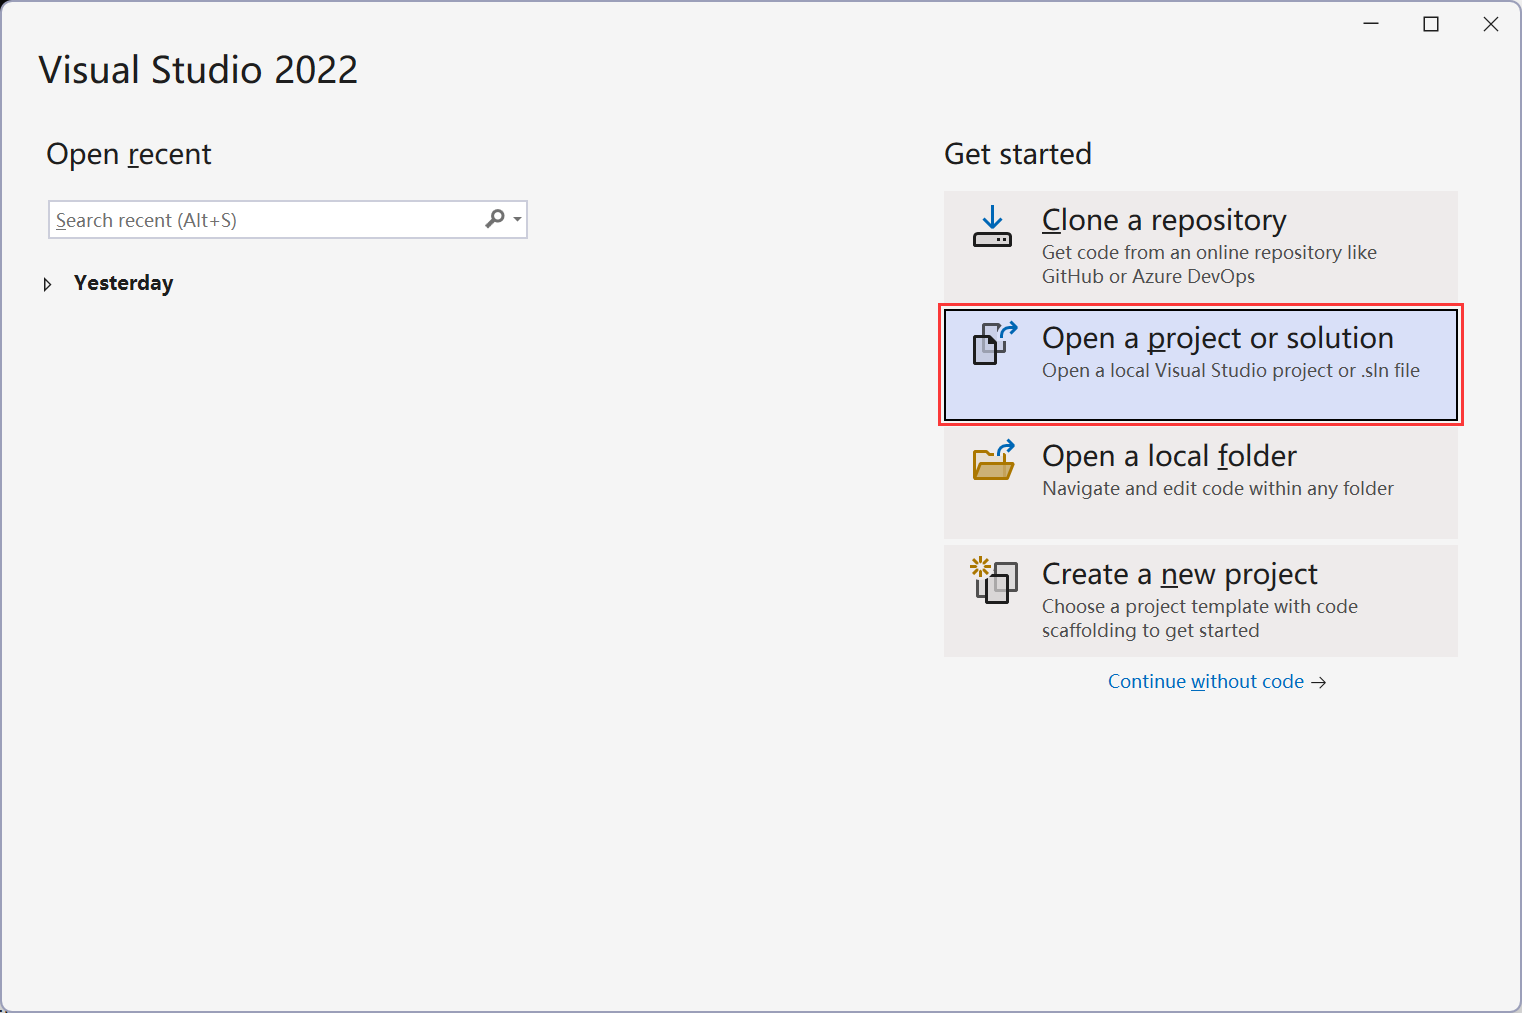 Visual Studio 2022
Open recent
Search recent (Alt+S)
Yesterday
Get started
Clone a repository
Get code from an online repository like
GitHub or Azure DevOps
Open a project or solution
Open a local Visual Studio project or .sln file
Open a local folder
Navigate and edit code within any folder
Create a new project
Choose a project template with code
scaffolding to get started
Continue without code →